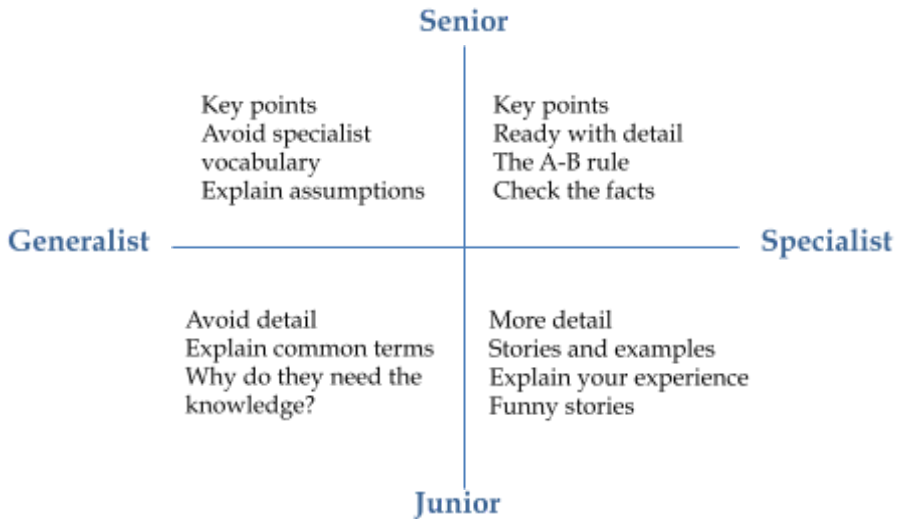 Senior
Key points
Avoid specialist
vocabulary
Explain assumptions
Key points
Ready with detail
The A-B rule
Check the facts
Generalist
Specialist
Avoid detail
Explain common terms
Why do they need the
knowledge?
More detail
Stories and examples
Explain your experience
Funny stories
Junior